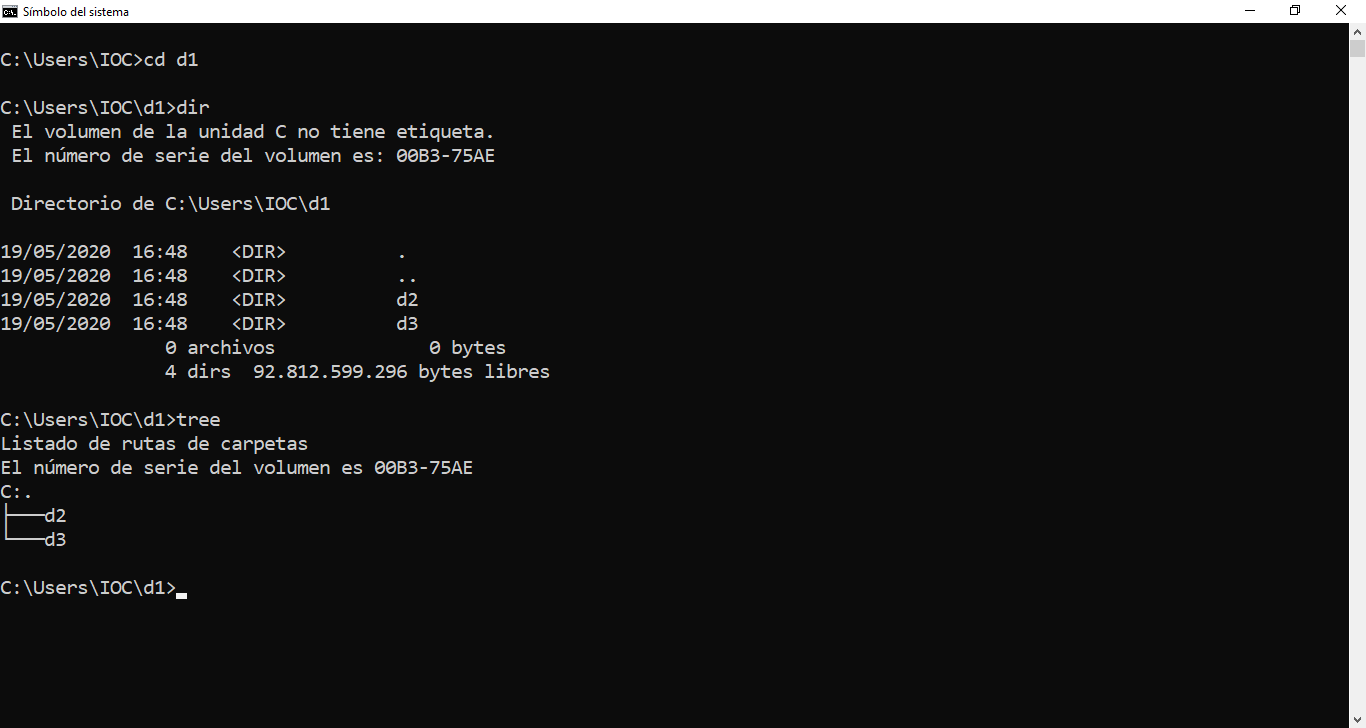 Símbolo del sistema
C:\Users\IOC>cd d1
C:\Users\IOC\d1>dir
 El volumen de la unidad C no tiene etiqueta.
 El número de serie del volumen es: 00B3-75AE
 Directorio de C:\Users\IOC\d1
19/05/2020  16:48    <DIR>          .
19/05/2020  16:48    <DIR>          ..
19/05/2020  16:48    <DIR>          d2
19/05/2020  16:48    <DIR>          d3
               0 archivos              0 bytes
               4 dirs  92.812.599.296 bytes libres
C:\Users\IOC\d1>tree
Listado de rutas de carpetas
El número de serie del volumen es 00B3-75AE
C:.
├───d2
└───d3
C:\Users\IOC\d1>